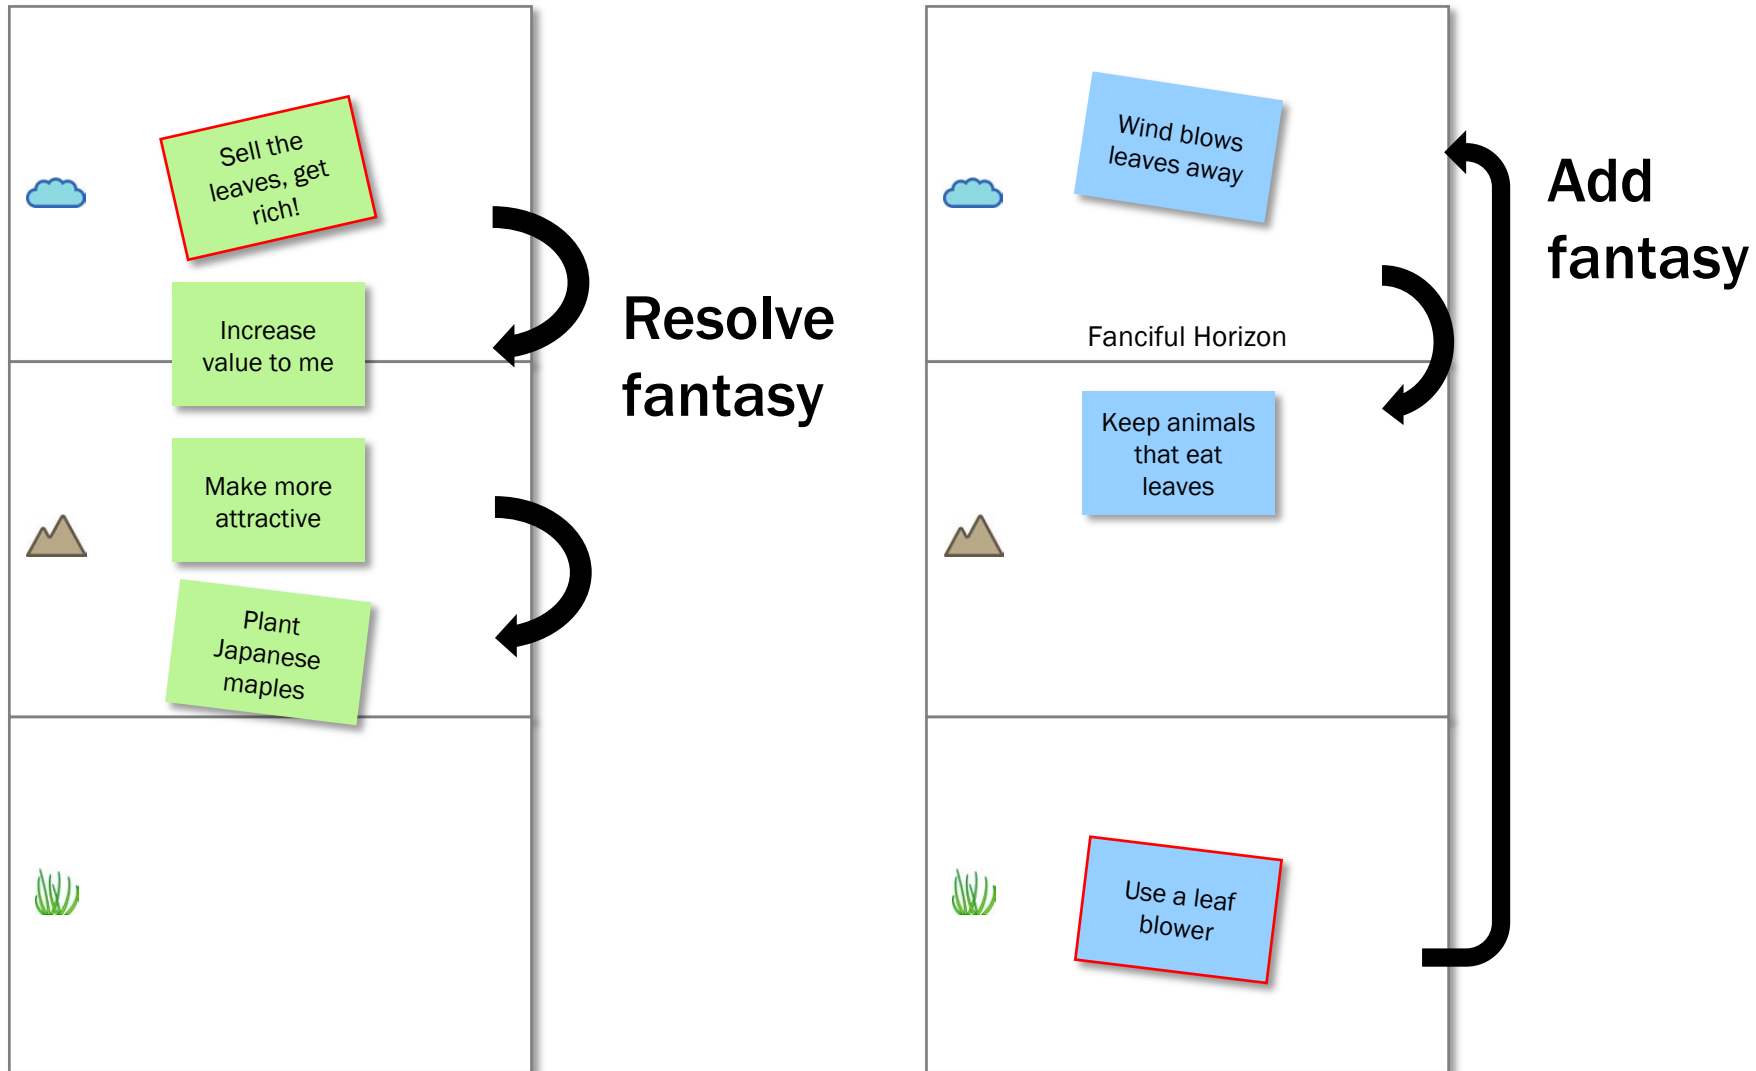 Sell the
leaves, get
rich!
Increase
value to me
Make more
attractive
Plant
Japanese
maples
Resolve
fantasy
Wind blows
leaves away
Fanciful Horizon
Keep animals
that eat
leaves
Use a leaf
blower
Add
fantasy